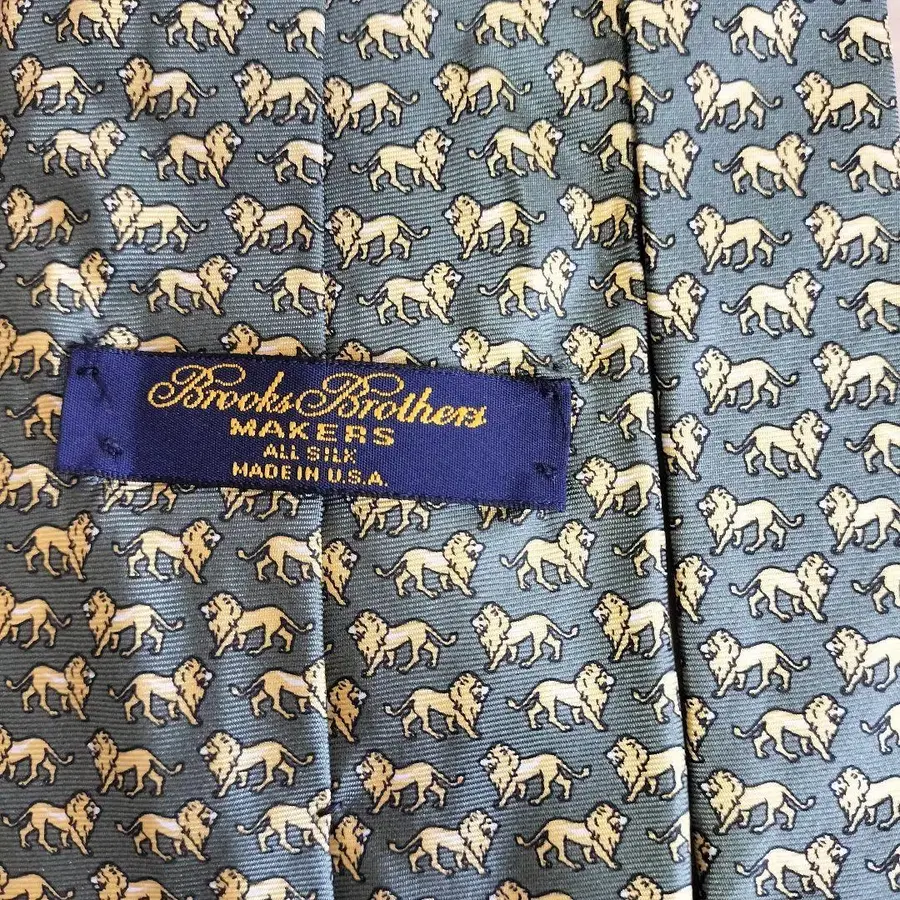 Brooks Brothers
MAKERS
ALL SILK
MADE IN U.S.A.